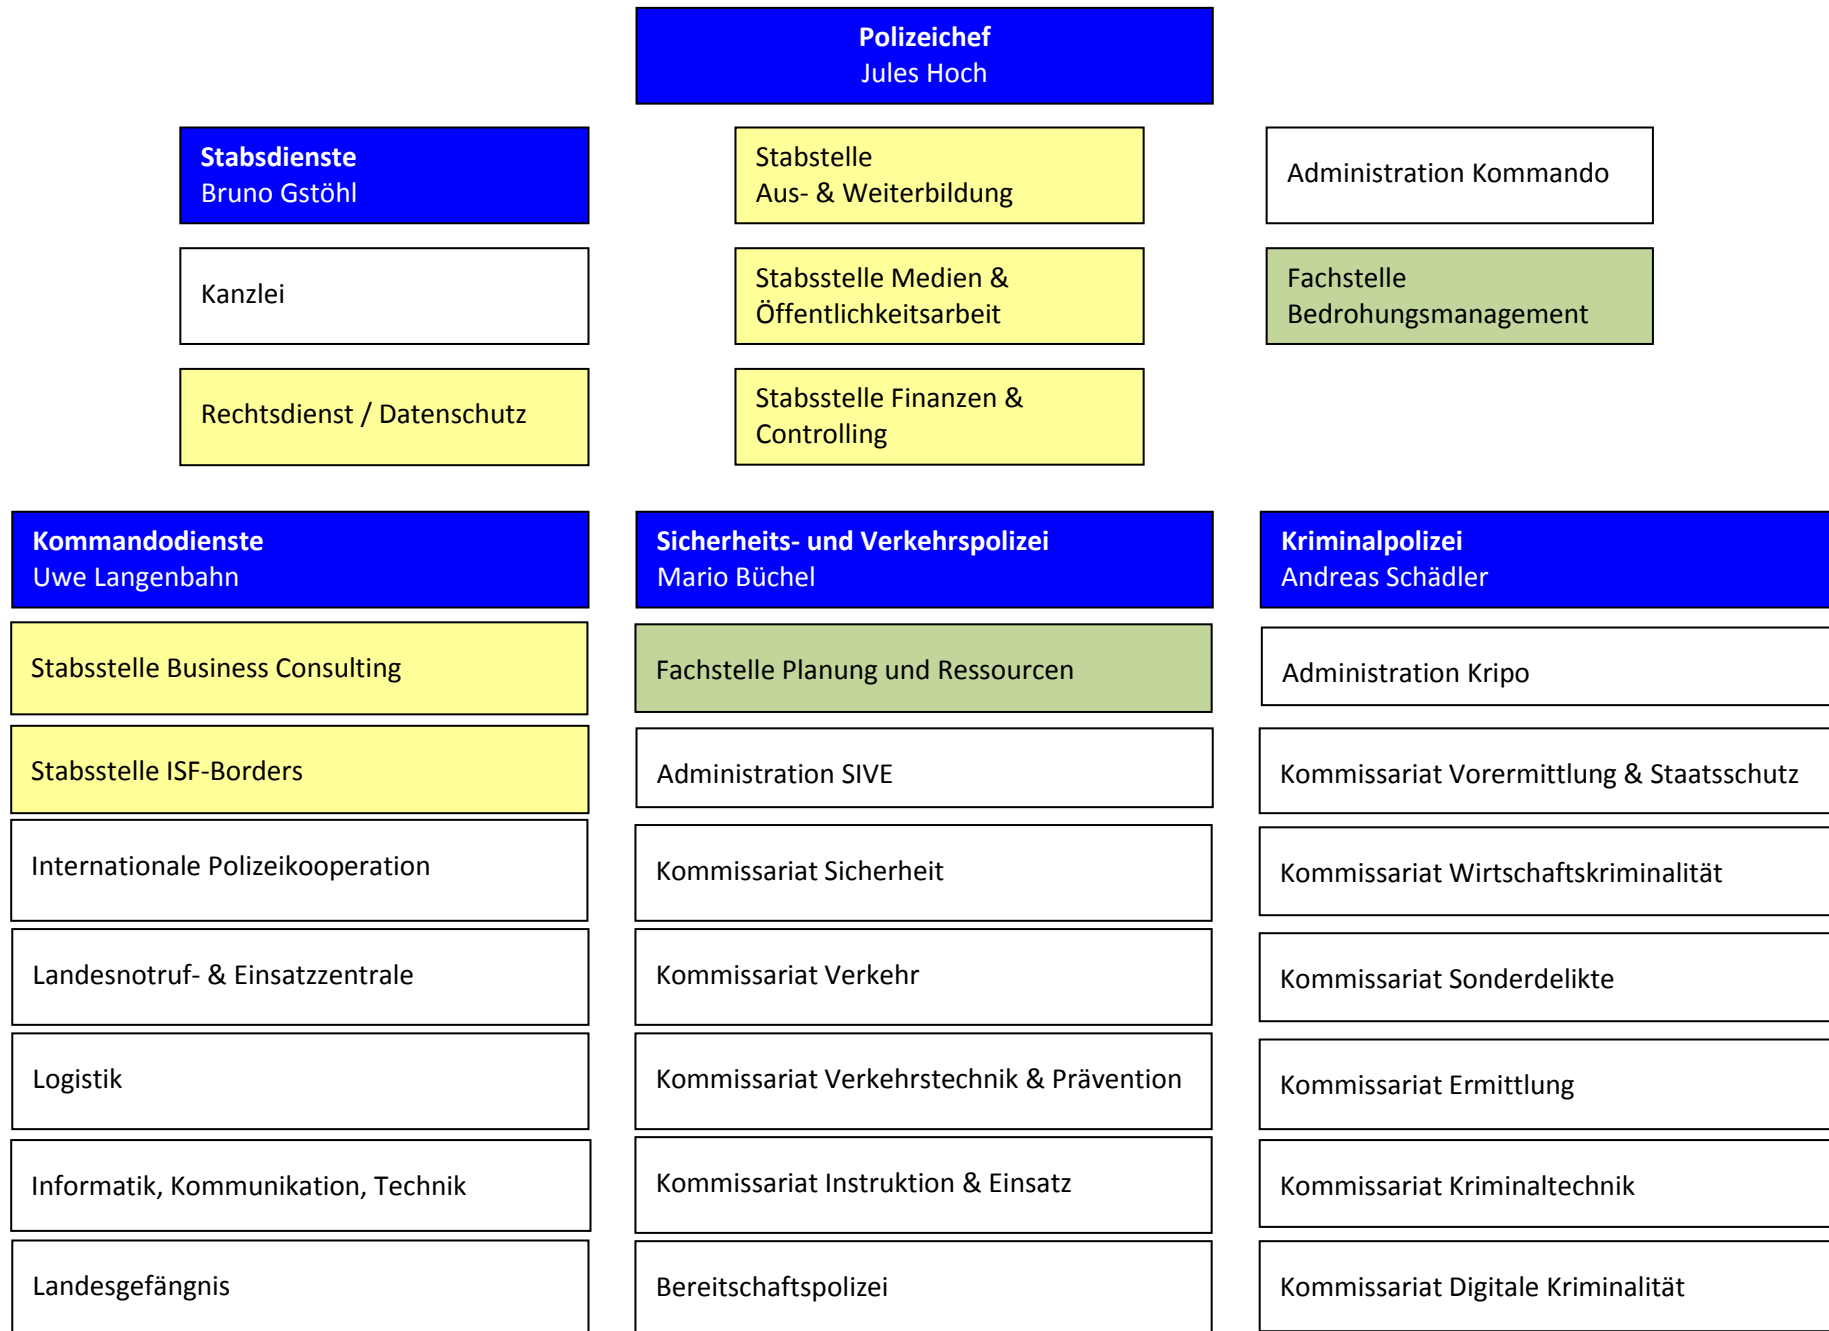 Polizeichef
Jules Hoch
Stabsdienste
Bruno Gstöhl
Stabstelle
Aus- & Weiterbildung
Administration Kommando
Kanzlei
Stabsstelle Medien &
Öffentlichkeitsarbeit
Fachstelle
Bedrohungsmanagement
Rechtsdienst / Datenschutz
Stabsstelle Finanzen &
Controlling
Kommandodienste
Uwe Langenbahn
Stabsstelle Business Consulting
Stabsstelle ISF-Borders
Internationale Polizeikooperation
Landesnotruf- & Einsatzzentrale
Logistik
Informatik, Kommunikation, Technik
Landesgefängnis
Sicherheits- und Verkehrspolizei
Mario Büchel
Fachstelle Planung und Ressourcen
Administration SIVE
Kommissariat Sicherheit
Kommissariat Verkehr
Kommissariat Verkehrstechnik & Prävention
Kommissariat Instruktion & Einsatz
Bereitschaftspolizei
Kriminalpolizei
Andreas Schädler
Administration Kripo
Kommissariat Vorermittlung & Staatsschutz
Kommissariat Wirtschaftskriminalität
Kommissariat Sonderdelikte
Kommissariat Ermittlung
Kommissariat Kriminaltechnik
Kommissariat Digitale Kriminalität